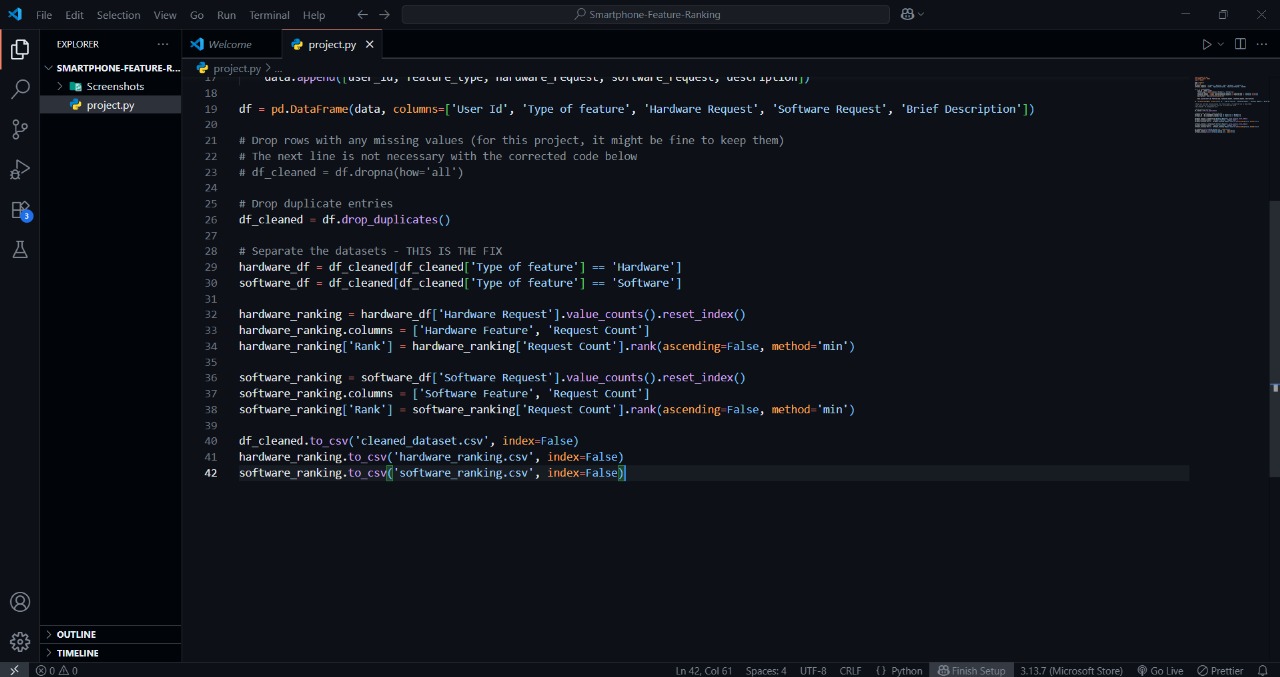 File Edit Selection View Go Run Terminal Help
Smartphone-Feature-Ranking
EXPLORER
Welcome
project.py
SMARTPHONE-FEATURE-R...
Screenshots
project.py
project.py > ...
17 data.append([user_id, feature_type, hardware_request, software_request, description])
18
19 df = pd.DataFrame(data, columns=['User Id', 'Type of feature', 'Hardware Request', 'Software Request', 'Brief Description'])
20
21 # Drop rows with any missing values (for this project, it might be fine to keep them)
22 # The next line is not necessary with the corrected code below
23 # df_cleaned = df.dropna(how='all')
24
25 # Drop duplicate entries
26 df_cleaned = df.drop_duplicates()
27
28 # Separate the datasets - THIS IS THE FIX
29 hardware_df = df_cleaned[df_cleaned['Type of feature'] == 'Hardware']
30 software_df = df_cleaned[df_cleaned['Type of feature'] == 'Software']
31
32 hardware_ranking = hardware_df['Hardware Request'].value_counts().reset_index()
33 hardware_ranking.columns = ['Hardware Feature', 'Request Count']
34 hardware_ranking['Rank'] = hardware_ranking['Request Count'].rank(ascending=False, method='min')
35
36 software_ranking = software_df['Software Request'].value_counts().reset_index()
37 software_ranking.columns = ['Software Feature', 'Request Count']
38 software_ranking['Rank'] = software_ranking['Request Count'].rank(ascending=False, method='min')
39
40 df_cleaned.to_csv('cleaned_dataset.csv', index=False)
41 hardware_ranking.to_csv('hardware_ranking.csv', index=False)
42 software_ranking.to_csv('software_ranking.csv', index=False)
3
OUTLINE
TIMELINE
0 0
Ln 42, Col 61 Spaces: 4 UTF-8 CRLF {} Python Finish Setup 3.13.7 (Microsoft Store) Go Live Prettier